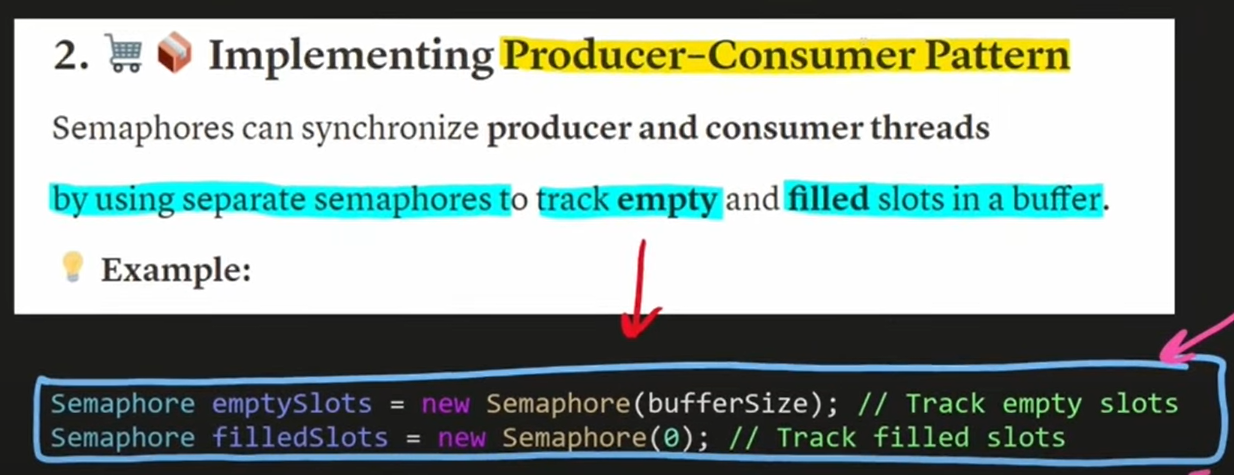 2. 🛒 📦 Implementing Producer–Consumer Pattern
Semaphores can synchronize producer and consumer threads
by using separate semaphores to track empty and filled slots in a buffer.
💡 Example:
Semaphore emptySlots = new Semaphore(bufferSize); // Track empty slots
Semaphore filledSlots = new Semaphore(0); // Track filled slots